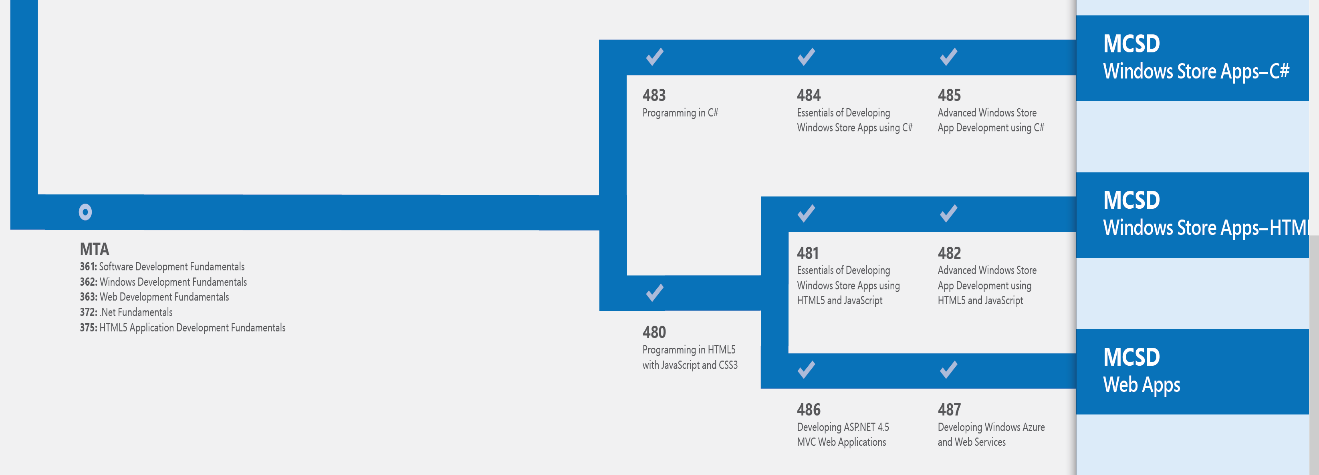 MCSD
Windows Store Apps–C#
483
Programming in C#
484
Essentials of Developing
Windows Store Apps using C#
485
Advanced Windows Store
App Development using C#
MTA
361: Software Development Fundamentals
362: Windows Development Fundamentals
363: Web Development Fundamentals
372: .Net Fundamentals
375: HTML5 Application Development Fundamentals
MCSD
Windows Store Apps–HTML
481
Essentials of Developing
Windows Store Apps using
HTML5 and JavaScript
482
Advanced Windows Store
App Development using
HTML5 and JavaScript
480
Programming in HTML5
with JavaScript and CSS3
MCSD
Web Apps
486
Developing ASP.NET 4.5
MVC Web Applications
487
Developing Windows Azure
and Web Services